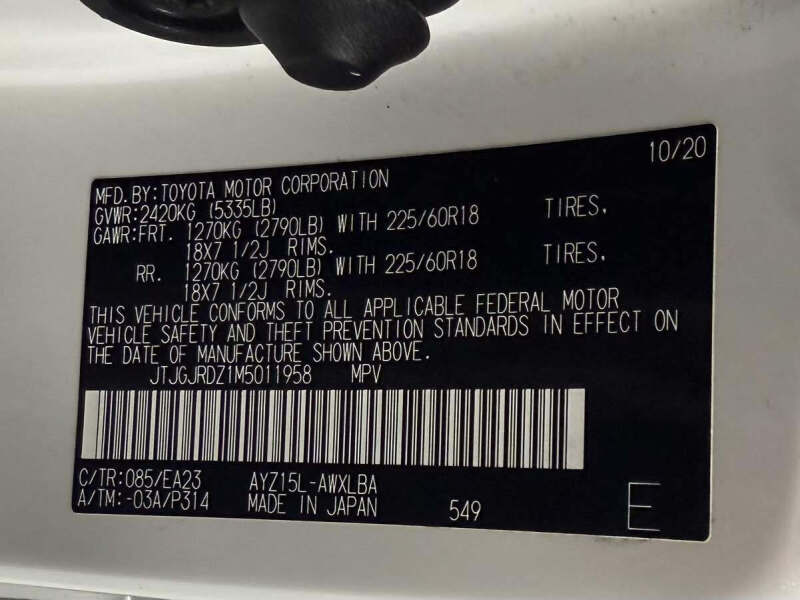 10/20
MFD.BY:TOYOTA MOTOR CORPORATION
GVWR:2420KG (5335LB)
GAWR:FRT. 1270KG (2790LB) WITH 225/60R18 TIRES.
18X7 1/2J RIMS.
RR. 1270KG (2790LB) WITH 225/60R18 TIRES.
18X7 1/2J RIMS.
THIS VEHICLE CONFORMS TO ALL APPLICABLE FEDERAL MOTOR
VEHICLE SAFETY AND THEFT PREVENTION STANDARDS IN EFFECT ON
THE DATE OF MANUFACTURE SHOWN ABOVE.
JTJGJRDZ1M5011958 MPV
C/TR:085/EA23 AYZ15L-AWXLBA
A/TM:-03A/P314 MADE IN JAPAN 549 E